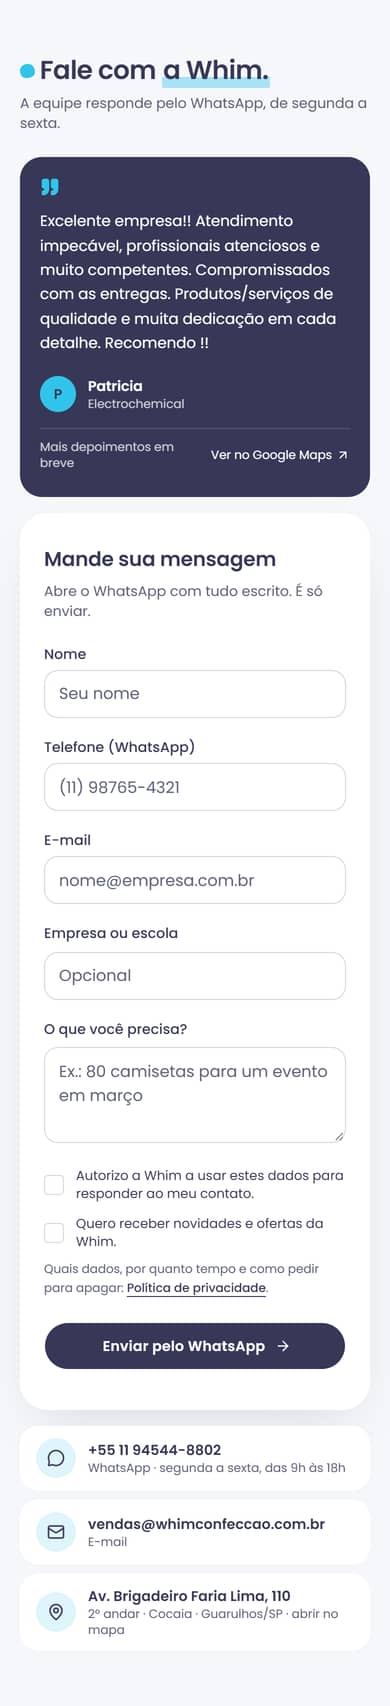 Fale com a Whim.
A equipe responde pelo WhatsApp, de segunda a
sexta.
Excelente empresa!! Atendimento
impecável, profissionais atenciosos e
muito competentes. Compromissados
com as entregas. Produtos/serviços de
qualidade e muita dedicação em cada
detalhe. Recomendo !!
P
Patricia
Electrochemical
Mais depoimentos em
breve
Ver no Google Maps
Mande sua mensagem
Abre o WhatsApp com tudo escrito. É só
enviar.
Nome
Seu nome
Telefone (WhatsApp)
(11) 98765-4321
E-mail
nome@empresa.com.br
Empresa ou escola
Opcional
O que você precisa?
Ex.: 80 camisetas para um evento
em março
Autorizo a Whim a usar estes dados para
responder ao meu contato.
Quero receber novidades e ofertas da
Whim.
Quais dados, por quanto tempo e como pedir
para apagar: Política de privacidade.
Enviar pelo WhatsApp
+55 11 94544-8802
WhatsApp · segunda a sexta, das 9h às 18h
vendas@whimconfeccao.com.br
E-mail
Av. Brigadeiro Faria Lima, 110
2º andar · Cocaia · Guarulhos/SP · abrir no
mapa